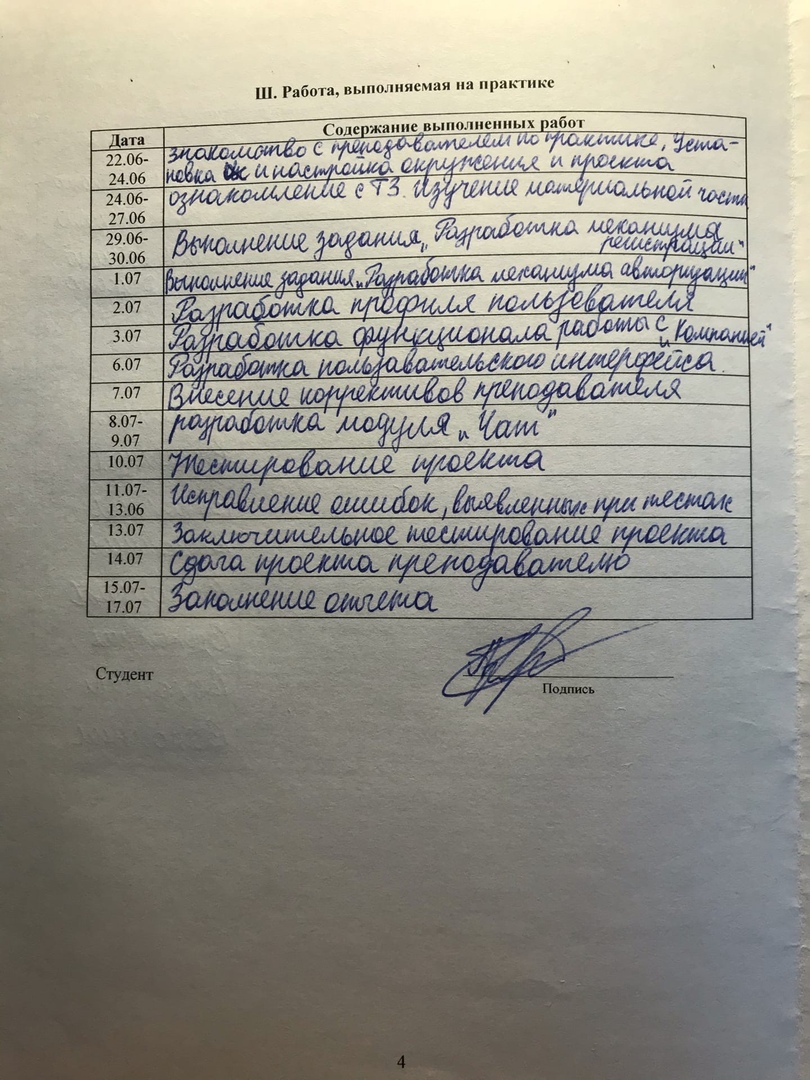 III. Работа, выполняемая на практике
Дата
Содержание выполненных работ
22.06-
24.06
знакомство с преподавателем по практике, Уста-
новка и настройка окружения и проекта
24.06-
27.06
ознакомление с ТЗ. Изучение материальной части
29.06-
30.06
Выполнение задания „Разработка механизма
регистрации"
1.07
Выполнение задания „Разработка механизма авторизации"
2.07
Разработка профиля пользователя
3.07
Разработка функционала работы с
„Компанией"
6.07
Разработка пользавательского интерфейса.
7.07
Внесение коррективов преподавателя
8.07-
9.07
разработка модуля „Чат"
10.07
Тестирование проекта
11.07-
13.06
Исправление ошибок, выявленных при тестах
13.07
Заключительное тестирование проекта
14.07
Сдача проекта преподавателю
15.07-
17.07
Заполнение отчета
Студент
Подпись
4